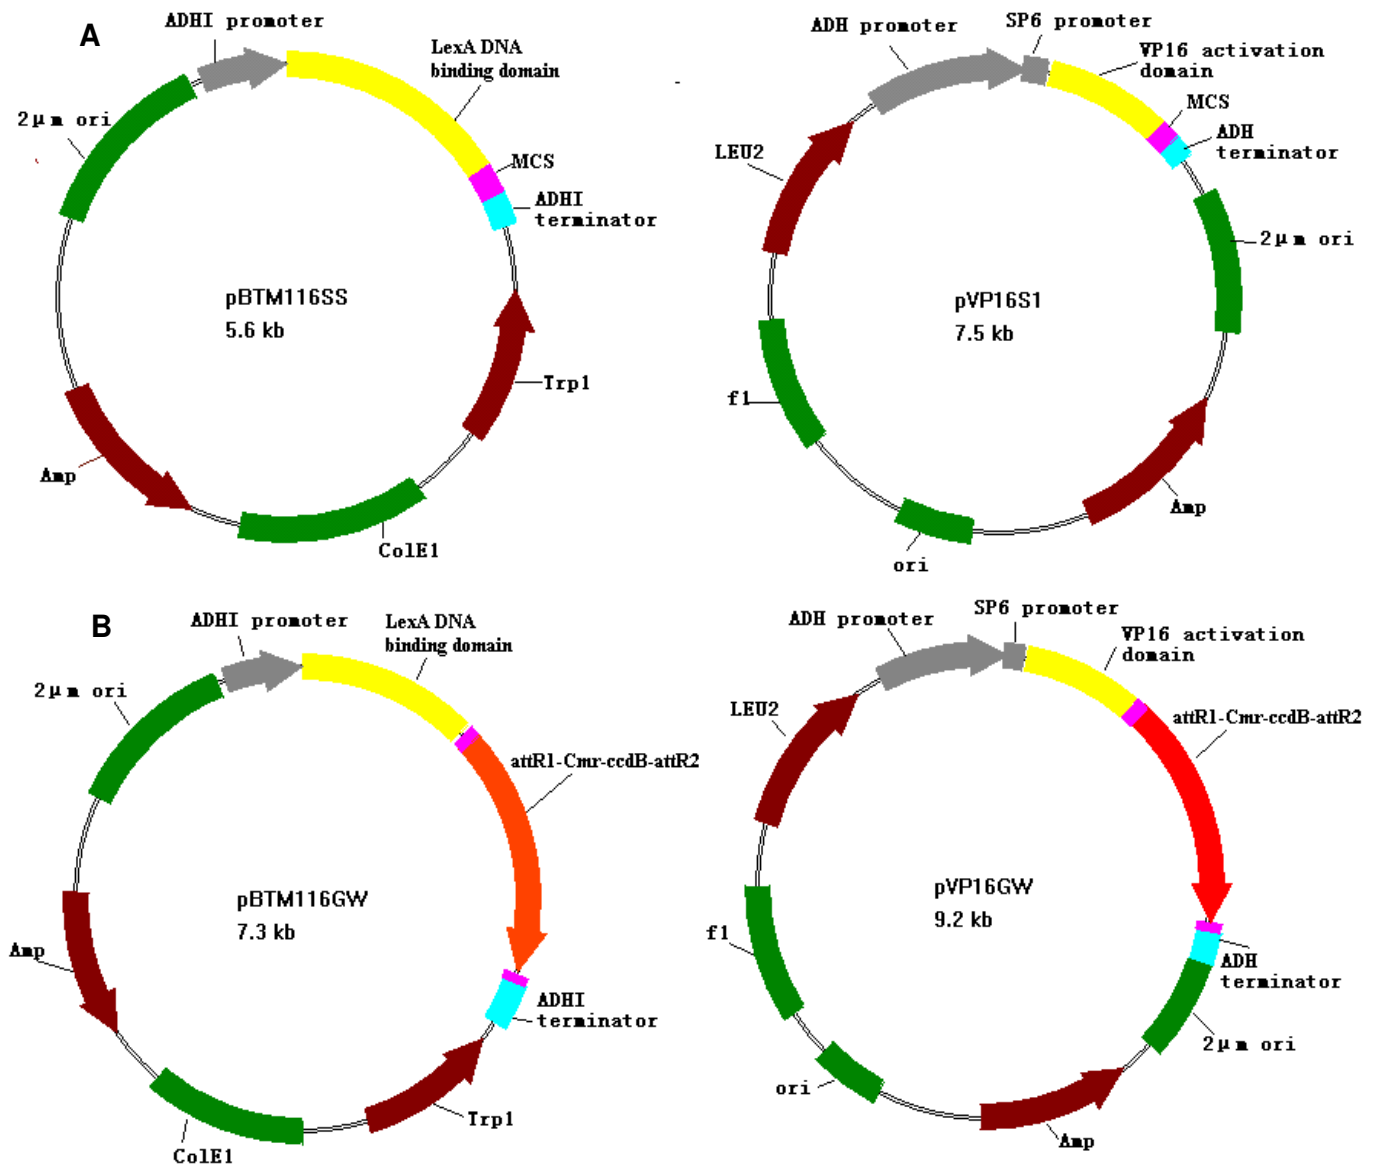 A
ADHI promoter
LexA DNA
binding domain
2μm ori
MCS
ADHI
terminator
pBTM116SS
5.6 kb
Trp1
Amp
ColE1
ADH promoter
SP6 promoter
VP16 activation
domain
MCS
ADH
terminator
LEU2
2μm ori
pVP16S1
7.5 kb
f1
Amp
ori
B
ADHI promoter
LexA DNA
binding domain
2μm ori
attR1-Cmr-ccdB-attR2
pBTM116GW
7.3 kb
Amp
ADHI
terminator
Trp1
ColE1
ADH promoter
SP6 promoter
VP16 activation
domain
LEU2
attR1-Cmr-ccdB-attR2
pVP16GW
9.2 kb
f1
ADH
terminator
2μm ori
ori
Amp